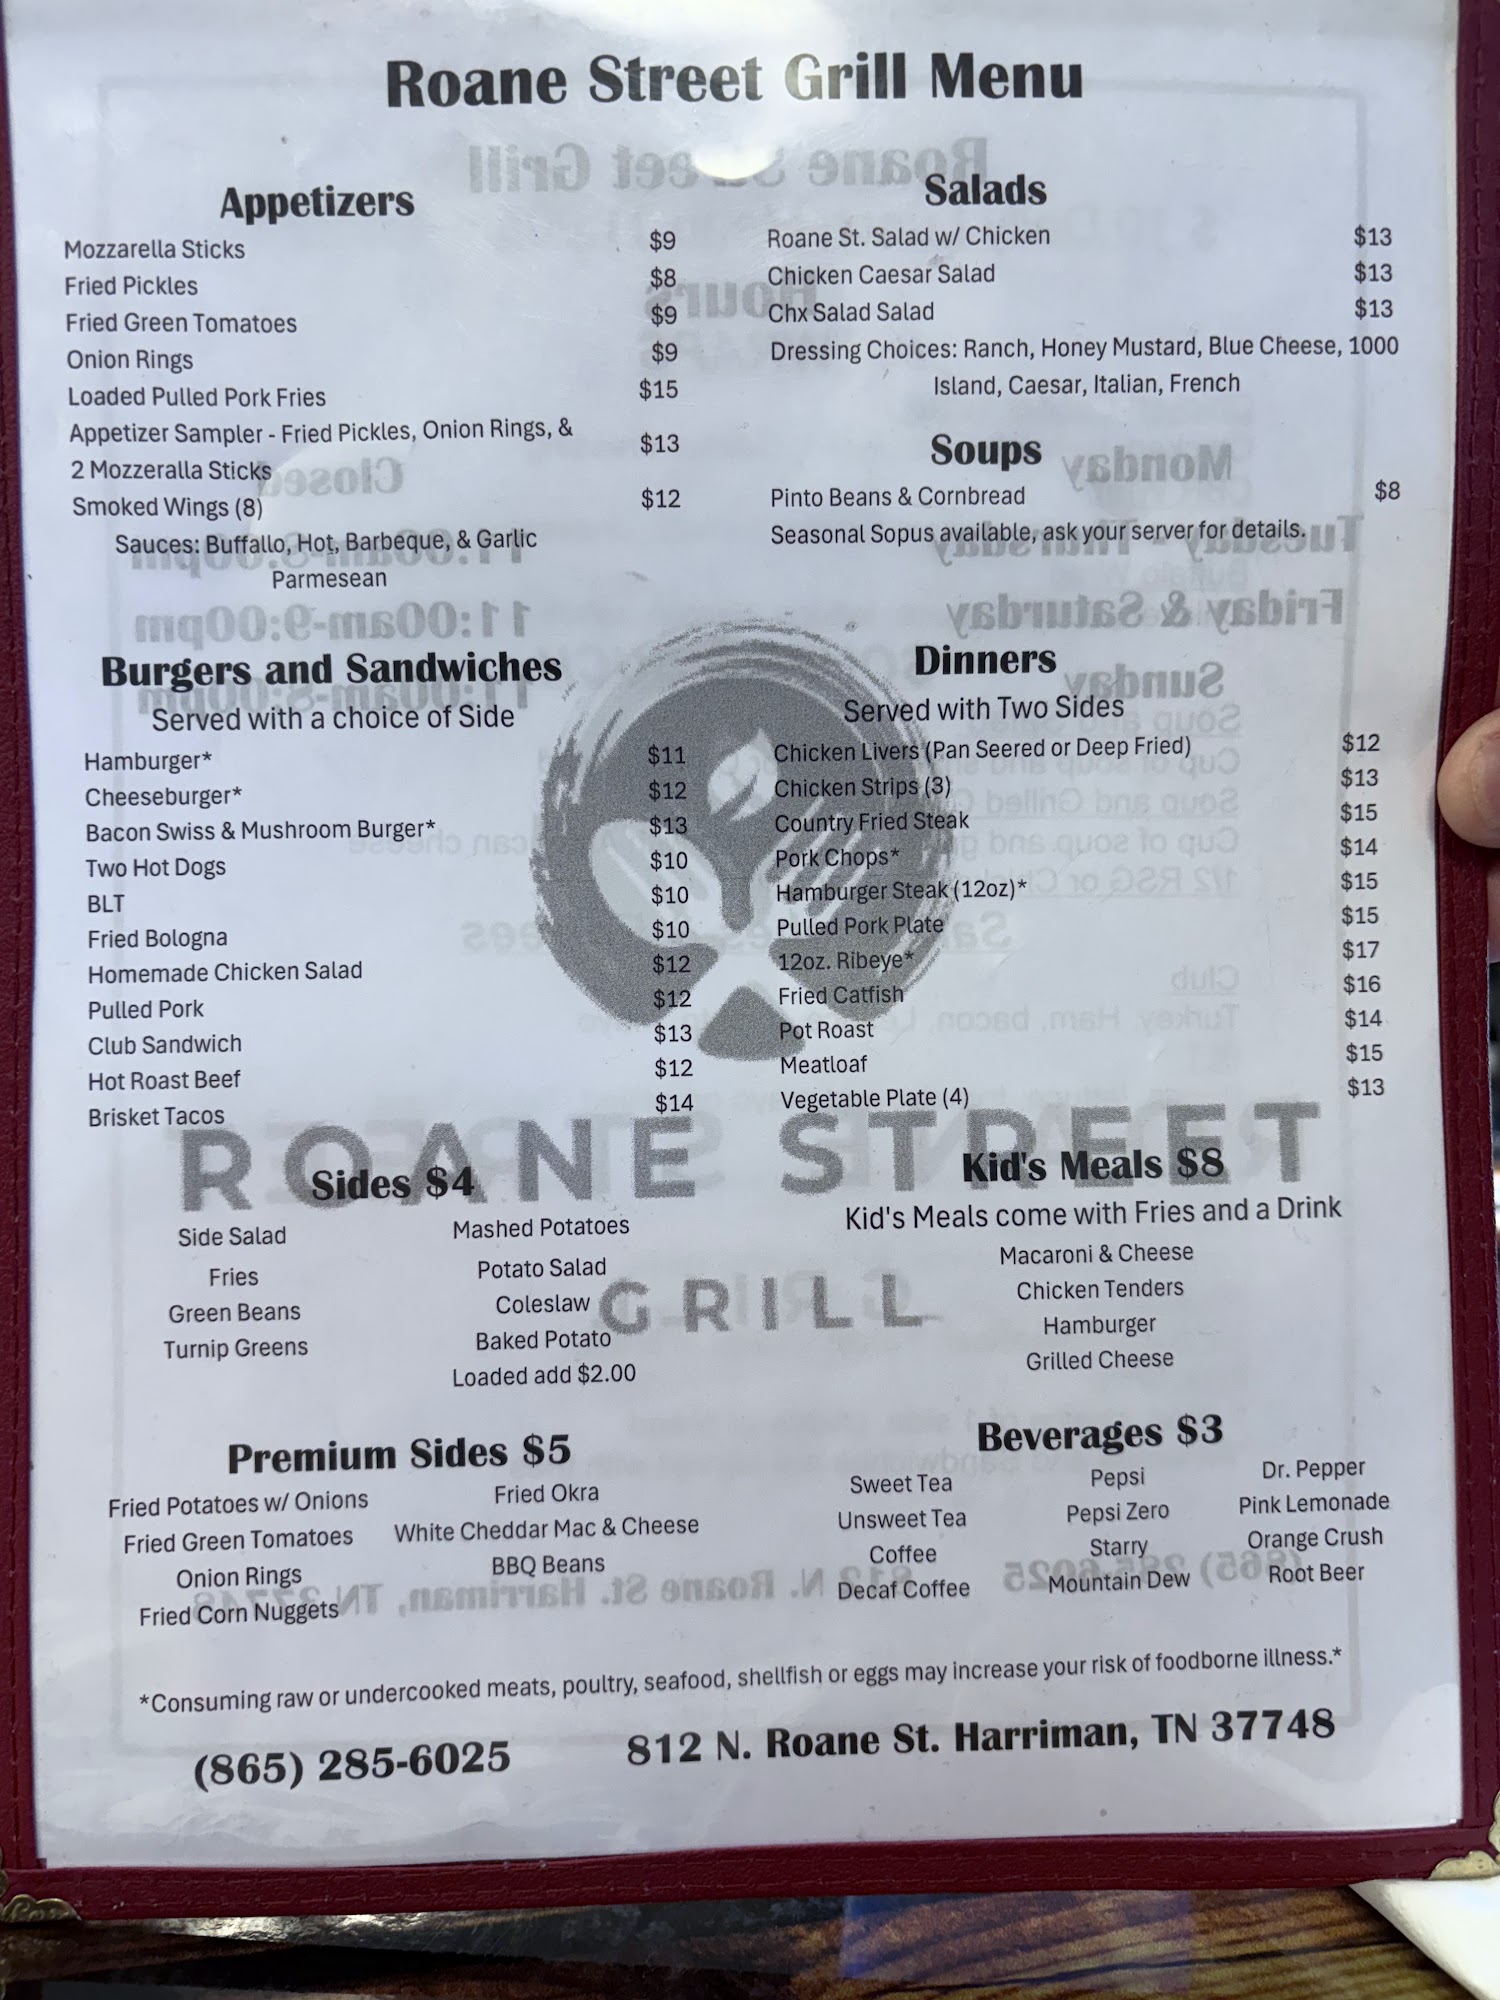 Roane Street Grill Menu
Appetizers
Mozzarella Sticks $9
Fried Pickles $8
Fried Green Tomatoes $9
Onion Rings $9
Loaded Pulled Pork Fries $15
Appetizer Sampler - Fried Pickles, Onion Rings, &
2 Mozzeralla Sticks $13
Smoked Wings (8) $12
Sauces: Buffallo, Hot, Barbeque, & Garlic
Parmesean
Salads
Roane St. Salad w/ Chicken $13
Chicken Caesar Salad $13
Chx Salad Salad $13
Dressing Choices: Ranch, Honey Mustard, Blue Cheese, 1000
Island, Caesar, Italian, French
Soups
Pinto Beans & Cornbread $8
Seasonal Sopus available, ask your server for details.
Burgers and Sandwiches
Served with a choice of Side
Hamburger* $11
Cheeseburger* $12
Bacon Swiss & Mushroom Burger* $13
Two Hot Dogs $10
BLT $10
Fried Bologna $10
Homemade Chicken Salad $12
Pulled Pork $12
Club Sandwich $13
Hot Roast Beef $12
Brisket Tacos $14
Dinners
Served with Two Sides
Chicken Livers (Pan Seered or Deep Fried) $12
Chicken Strips (3) $13
Country Fried Steak $15
Pork Chops* $14
Hamburger Steak (12oz)* $15
Pulled Pork Plate $15
12oz. Ribeye* $17
Fried Catfish $16
Pot Roast $14
Meatloaf $15
Vegetable Plate (4) $13
ROANE STREET
GRILL
Sides $4
Side Salad
Fries
Green Beans
Turnip Greens
Mashed Potatoes
Potato Salad
Coleslaw
Baked Potato
Loaded add $2.00
Kid's Meals $8
Kid's Meals come with Fries and a Drink
Macaroni & Cheese
Chicken Tenders
Hamburger
Grilled Cheese
Premium Sides $5
Fried Potatoes w/ Onions
Fried Green Tomatoes
Onion Rings
Fried Corn Nuggets
Fried Okra
White Cheddar Mac & Cheese
BBQ Beans
Beverages $3
Sweet Tea
Unsweet Tea
Coffee
Decaf Coffee
Pepsi
Pepsi Zero
Starry
Mountain Dew
Dr. Pepper
Pink Lemonade
Orange Crush
Root Beer
*Consuming raw or undercooked meats, poultry, seafood, shellfish or eggs may increase your risk of foodborne illness.*
(865) 285-6025 812 N. Roane St. Harriman, TN 37748